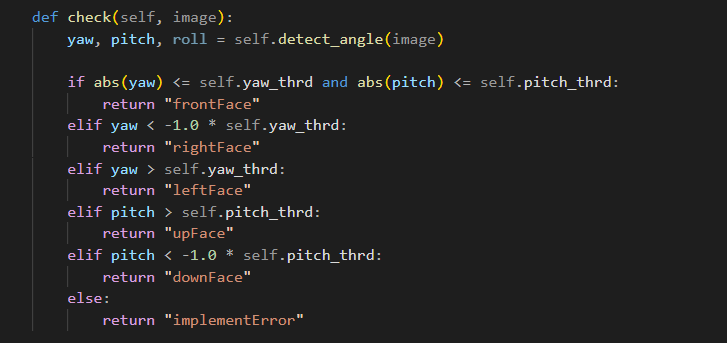 def check(self, image):
    yaw, pitch, roll = self.detect_angle(image)

    if abs(yaw) <= self.yaw_thrd and abs(pitch) <= self.pitch_thrd:
        return "frontFace"
    elif yaw < -1.0 * self.yaw_thrd:
        return "rightFace"
    elif yaw > self.yaw_thrd:
        return "leftFace"
    elif pitch > self.pitch_thrd:
        return "upFace"
    elif pitch < -1.0 * self.pitch_thrd:
        return "downFace"
    else:
        return "implementError"